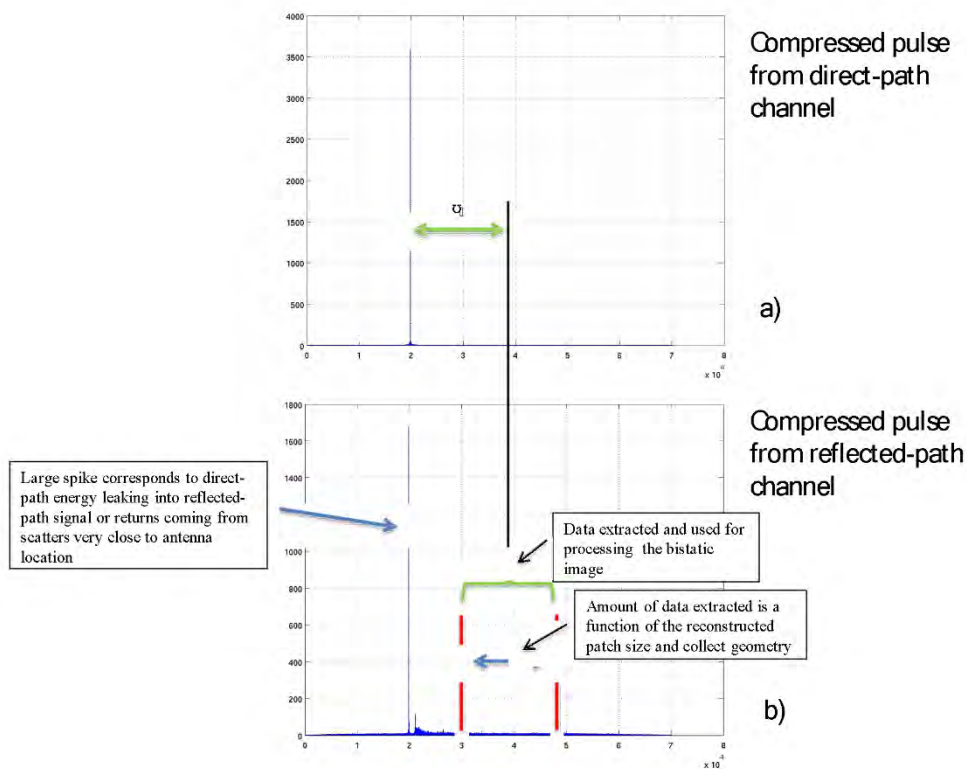 4000
3500
3000
2500
2000
1500
1000
500
0
0 1 2 3 4 5 6 7 8
a)
Compressed pulse
from direct-path
channel
1800
1600
1400
1200
1000
800
600
400
200
0
0 1 2 3 4 5 6 7 8
b)
Compressed pulse
from reflected-path
channel
Large spike corresponds to direct-
path energy leaking into reflected-
path signal or returns coming from
scatters very close to antenna
location
Data extracted and used for
processing the bistatic
image
Amount of data extracted is a
function of the reconstructed
patch size and collect geometry